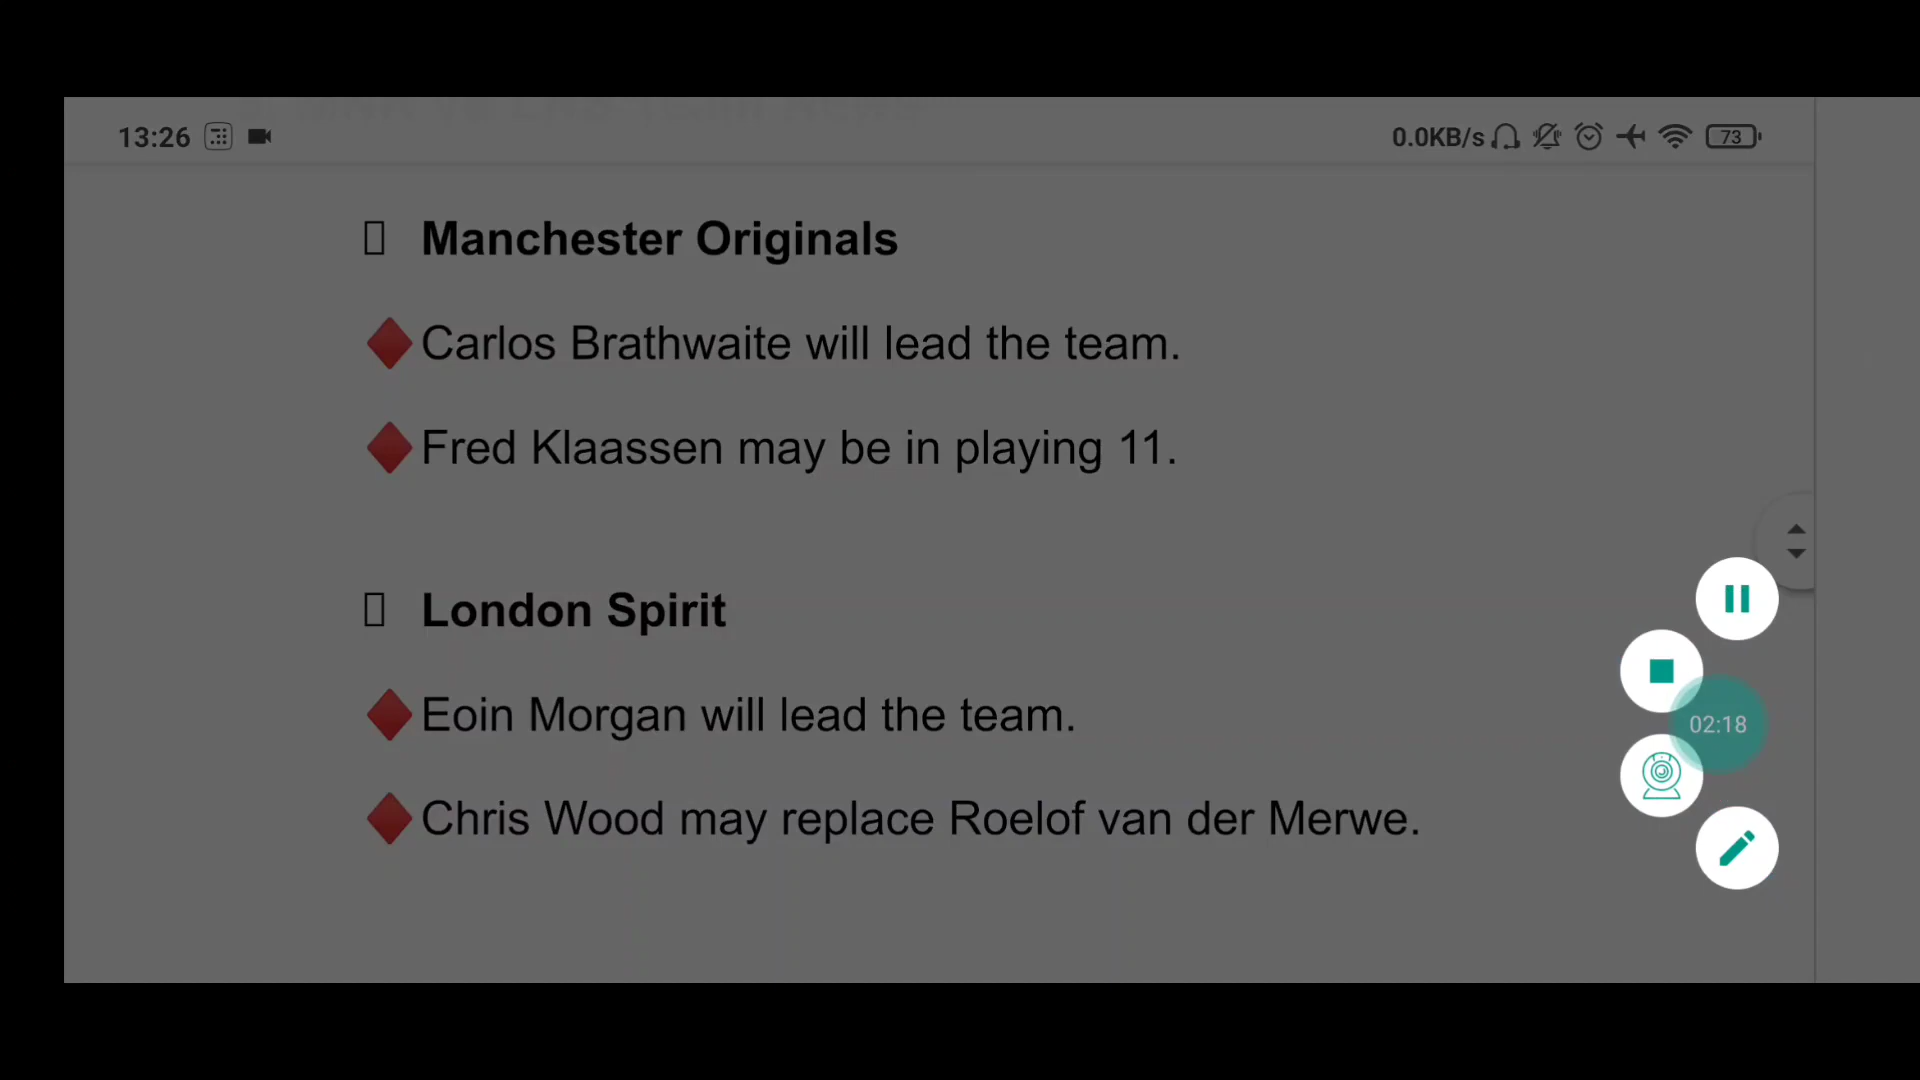 13:26
0.0KB/s
73
Manchester Originals
Carlos Brathwaite will lead the team.
Fred Klaassen may be in playing 11.
London Spirit
Eoin Morgan will lead the team.
02:18
Chris Wood may replace Roelof van der Merwe.